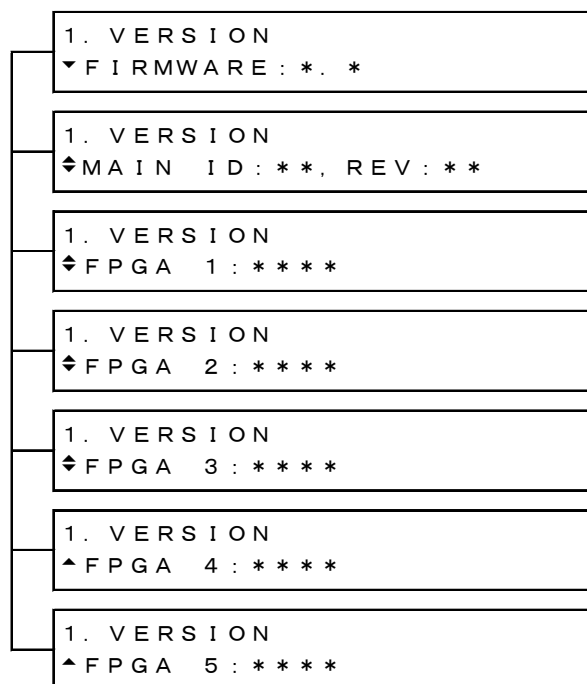 1. VERSION
▼FIRMWARE:*.*
1. VERSION
♦MAIN ID:**, REV:**
1. VERSION
♦FPGA 1:****
1. VERSION
♦FPGA 2:****
1. VERSION
♦FPGA 3:****
1. VERSION
▲FPGA 4:****
1. VERSION
▲FPGA 5:****